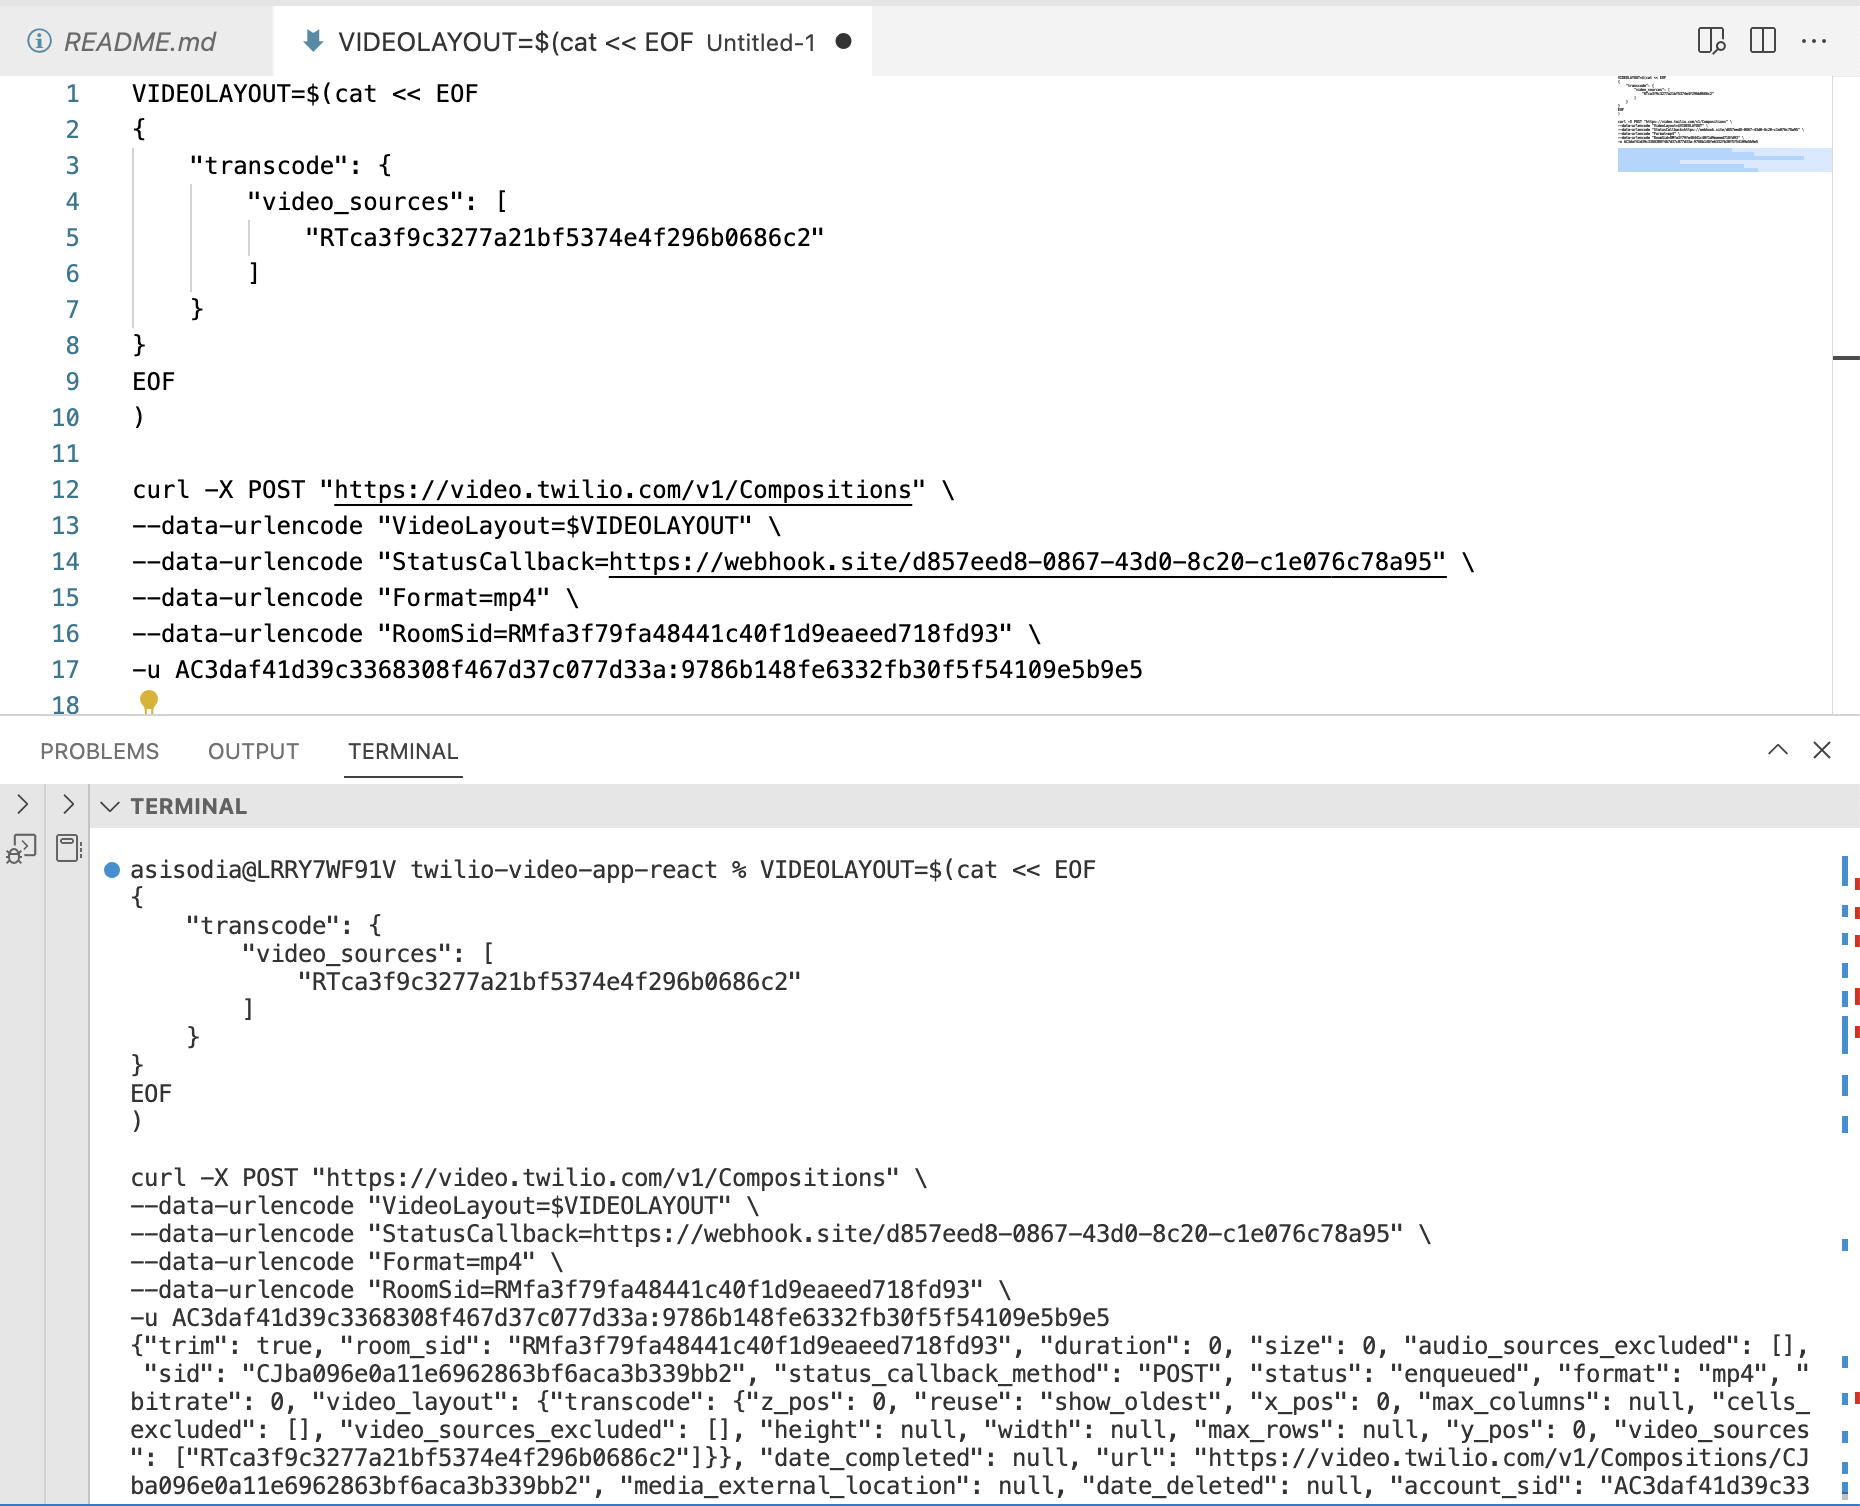 README.md
VIDEOLAYOUT=$(cat << EOF Untitled-1
1 VIDEOLAYOUT=$(cat << EOF
2 {
3 "transcode": {
4 "video_sources": [
5 "RTca3f9c3277a21bf5374e4f296b0686c2"
6 ]
7 }
8 }
9 EOF
10 )
11
12 curl -X POST "https://video.twilio.com/v1/Compositions" \
13 --data-urlencode "VideoLayout=$VIDEOLAYOUT" \
14 --data-urlencode "StatusCallback=https://webhook.site/d857eed8-0867-43d0-8c20-c1e076c78a95" \
15 --data-urlencode "Format=mp4" \
16 --data-urlencode "RoomSid=RMfa3f79fa48441c40f1d9eaeed718fd93" \
17 -u AC3daf41d39c3368308f467d37c077d33a:9786b148fe6332fb30f5f54109e5b9e5
18
PROBLEMS OUTPUT TERMINAL
TERMINAL
asisodia@LRRY7WF91V twilio-video-app-react % VIDEOLAYOUT=$(cat << EOF
{
"transcode": {
"video_sources": [
"RTca3f9c3277a21bf5374e4f296b0686c2"
]
}
}
EOF
)
curl -X POST "https://video.twilio.com/v1/Compositions" \
--data-urlencode "VideoLayout=$VIDEOLAYOUT" \
--data-urlencode "StatusCallback=https://webhook.site/d857eed8-0867-43d0-8c20-c1e076c78a95" \
--data-urlencode "Format=mp4" \
--data-urlencode "RoomSid=RMfa3f79fa48441c40f1d9eaeed718fd93" \
-u AC3daf41d39c3368308f467d37c077d33a:9786b148fe6332fb30f5f54109e5b9e5
{"trim": true, "room_sid": "RMfa3f79fa48441c40f1d9eaeed718fd93", "duration": 0, "size": 0, "audio_sources_excluded": [],
"sid": "CJba096e0a11e6962863bf6aca3b339bb2", "status_callback_method": "POST", "status": "enqueued", "format": "mp4", "
bitrate": 0, "video_layout": {"transcode": {"z_pos": 0, "reuse": "show_oldest", "x_pos": 0, "max_columns": null, "cells_
excluded": [], "video_sources_excluded": [], "height": null, "width": null, "max_rows": null, "y_pos": 0, "video_sources
": ["RTca3f9c3277a21bf5374e4f296b0686c2"]}}, "date_completed": null, "url": "https://video.twilio.com/v1/Compositions/CJ
ba096e0a11e6962863bf6aca3b339bb2", "media_external_location": null, "date_deleted": null, "account_sid": "AC3daf41d39c33